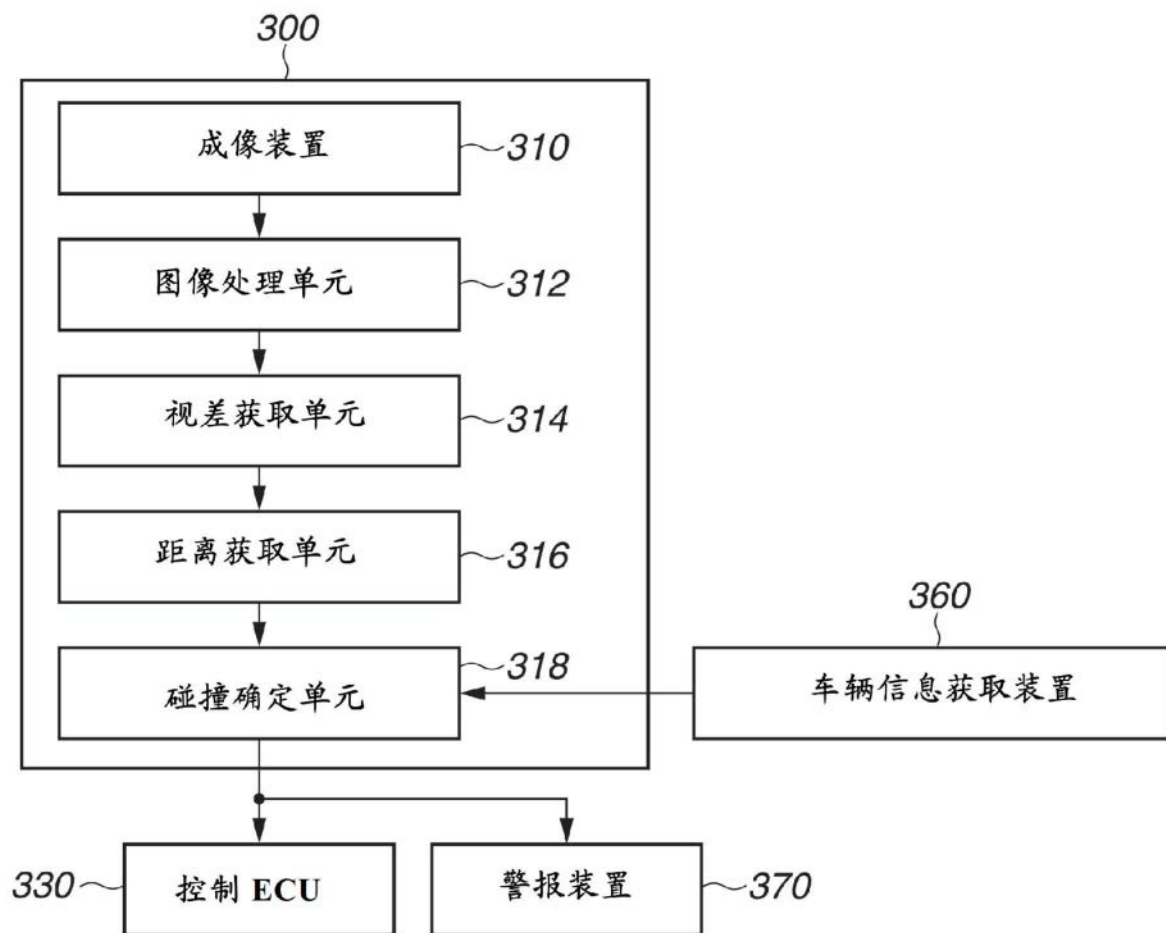 300
成像装置
310
图像处理单元
312
视差获取单元
314
距离获取单元
316
360
碰撞确定单元
318
车辆信息获取装置
330
控制 ECU
警报装置
370